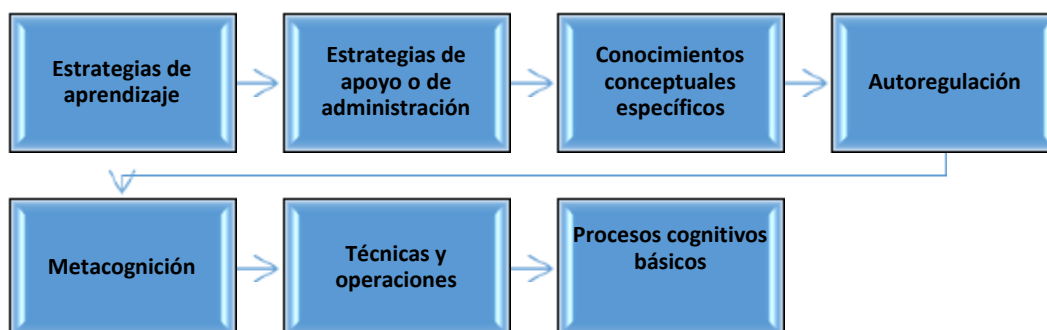 Estrategias de
aprendizaje
Estrategias de
apoyo o de
administración
Conocimientos
conceptuales
específicos
Autoregulación
Metacognición
Técnicas y
operaciones
Procesos cognitivos
básicos